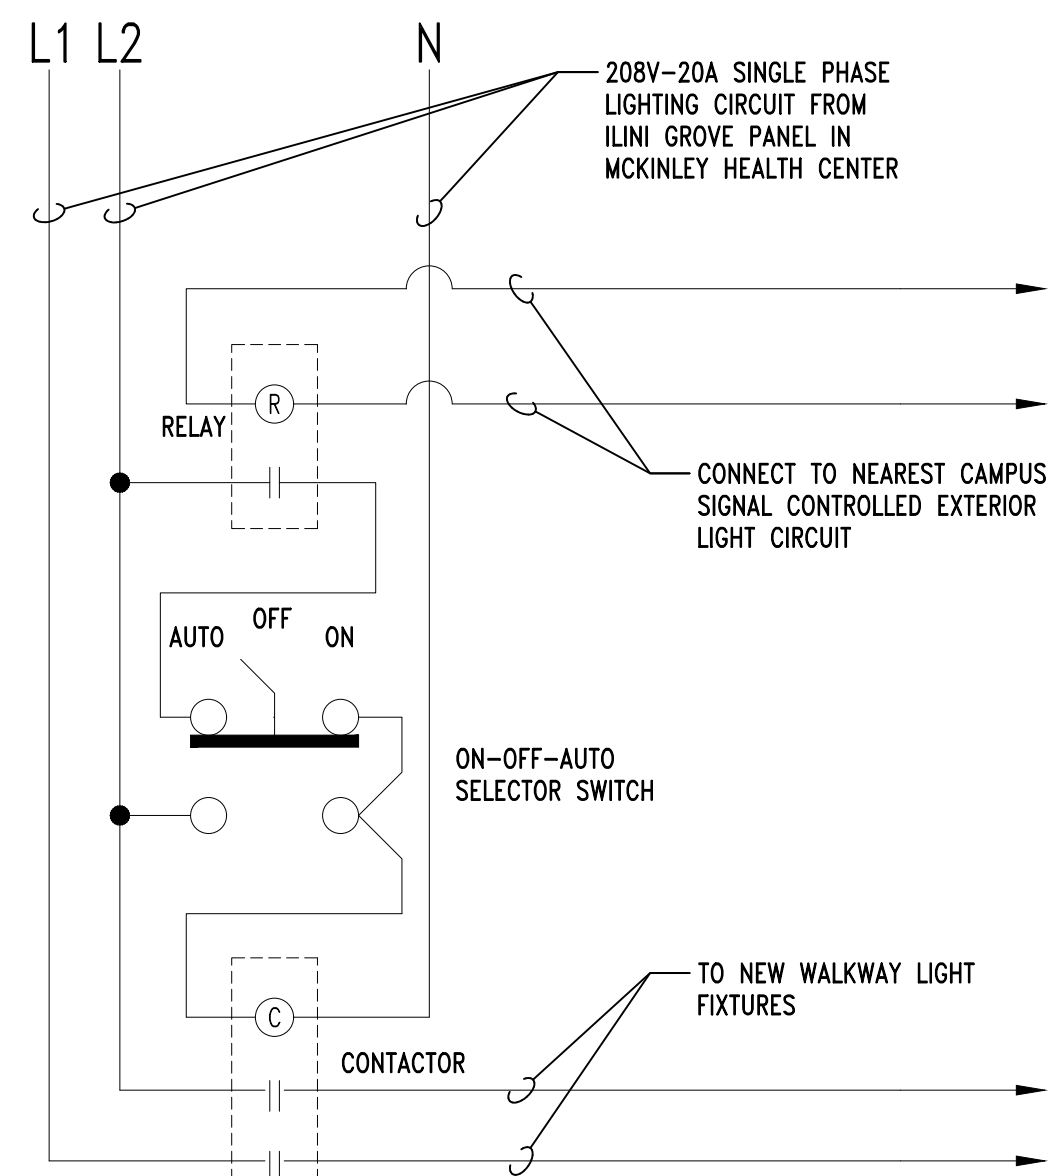 L1 L2 N
208V-20A SINGLE PHASE
LIGHTING CIRCUIT FROM
ILINI GROVE PANEL IN
MCKINLEY HEALTH CENTER
R
RELAY
CONNECT TO NEAREST CAMPUS
SIGNAL CONTROLLED EXTERIOR
LIGHT CIRCUIT
OFF
AUTO ON
ON-OFF-AUTO
SELECTOR SWITCH
TO NEW WALKWAY LIGHT
FIXTURES
C
CONTACTOR